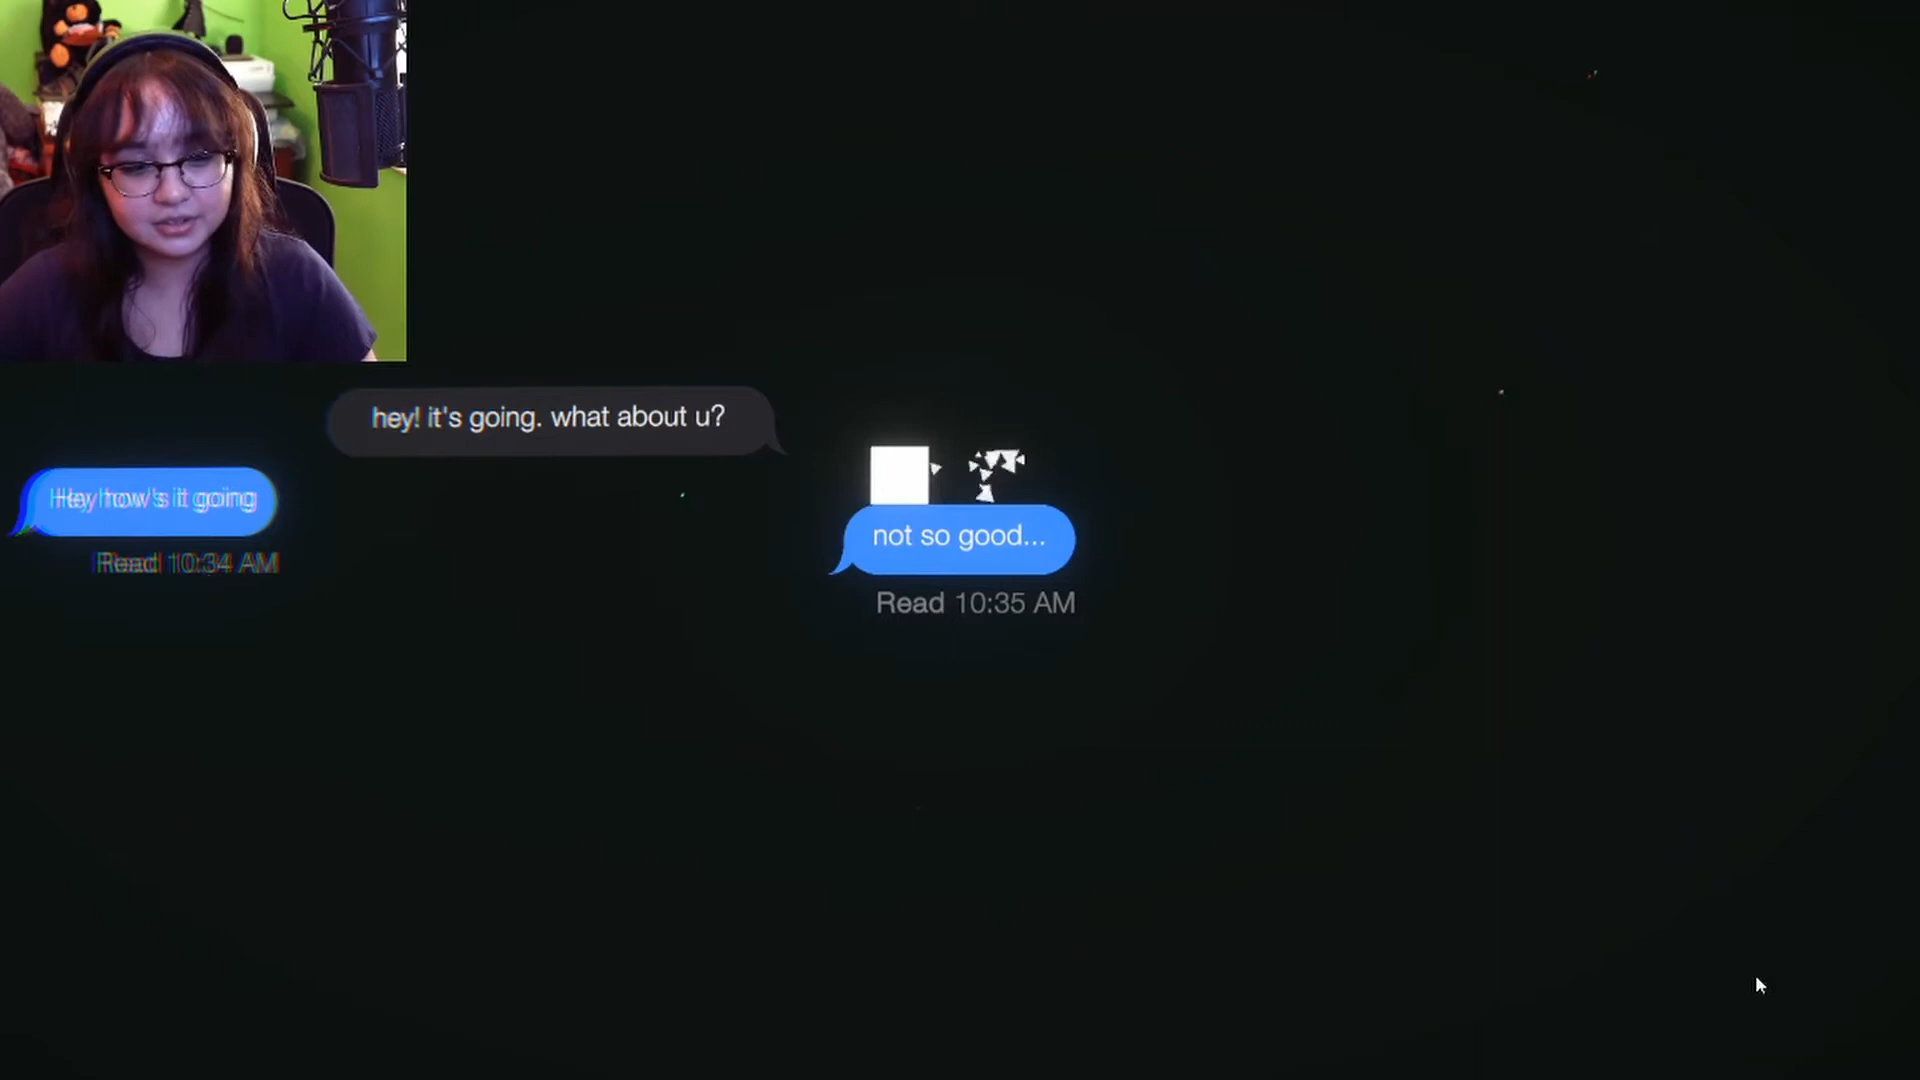 hey! it's going. what about u?
Hey how's it going
Read 10:34 AM
not so good...
Read 10:35 AM